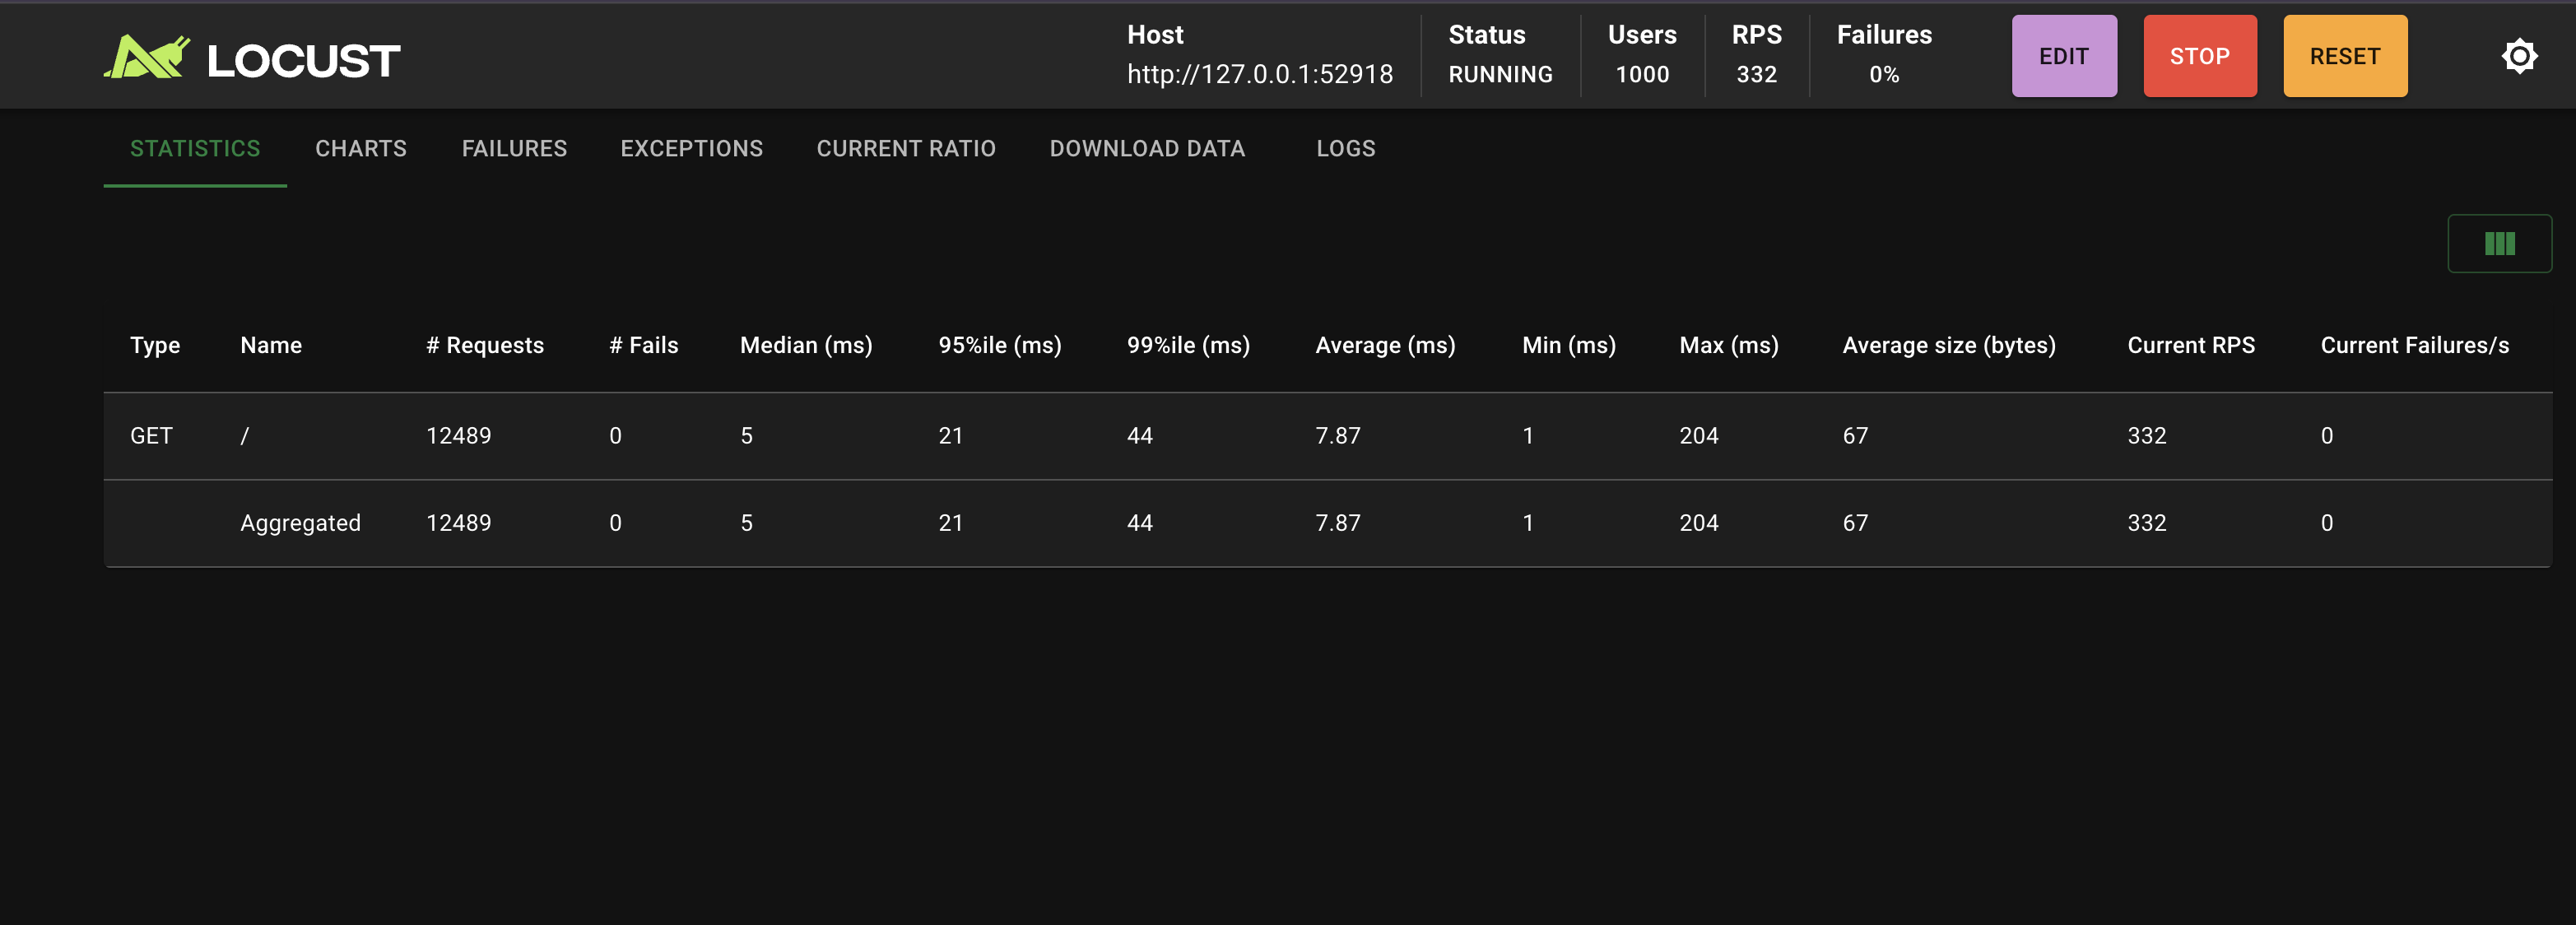 LOCUST
Host
http://127.0.0.1:52918
Status
RUNNING
Users
1000
RPS
332
Failures
0%
EDIT
STOP
RESET
STATISTICS CHARTS FAILURES EXCEPTIONS CURRENT RATIO DOWNLOAD DATA LOGS
Type Name # Requests # Fails Median (ms) 95%ile (ms) 99%ile (ms) Average (ms) Min (ms) Max (ms) Average size (bytes) Current RPS Current Failures/s
GET / 12489 0 5 21 44 7.87 1 204 67 332 0
Aggregated 12489 0 5 21 44 7.87 1 204 67 332 0